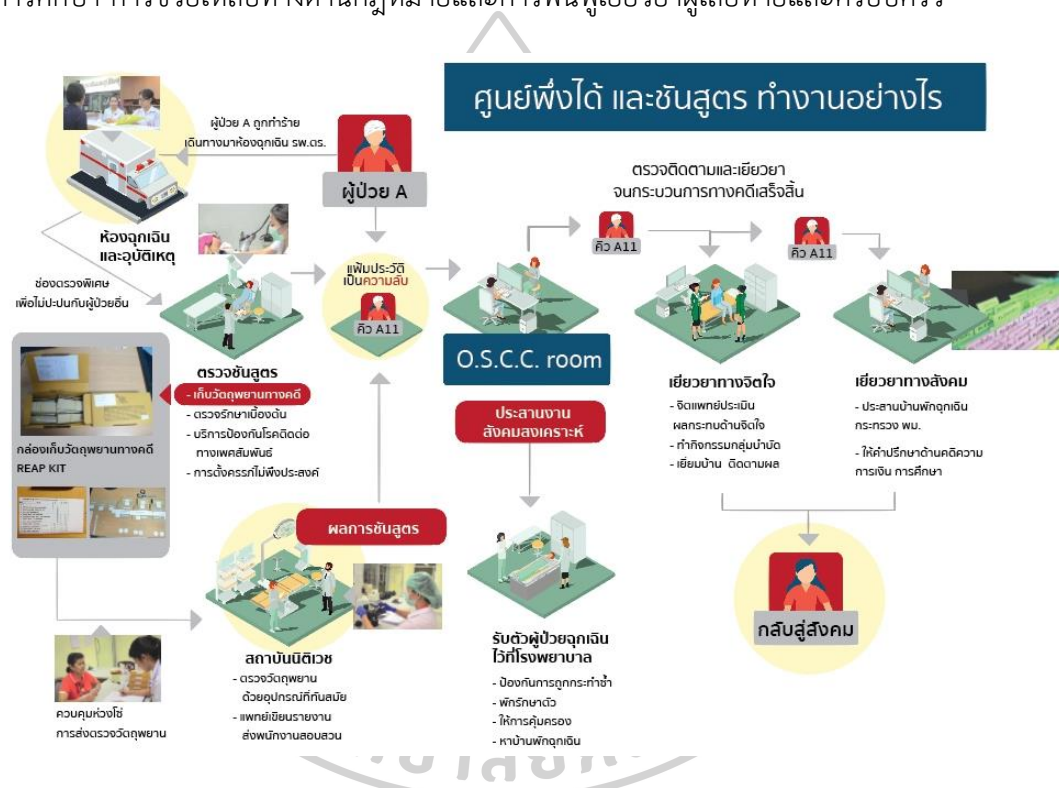 ศูนย์พึ่งได้ และชันสูตร ทำงานอย่างไร
ผู้ป่วย A ถูกทำร้าย
เดินทางมาห้องฉุกเฉิน รพ.ตร.
ผู้ป่วย A
ห้องฉุกเฉิน
และอุบัติเหตุ
ช่องตรวจพิเศษ
เพื่อไม่ปะปนกับผู้ป่วยอื่น
แฟ้มประวัติ
เป็นความลับ
คิว A11
ตรวจติดตามและเยียวยา
จนกระบวนการทางคดีเสร็จสิ้น
คิว A11
คิว A11
O.S.C.C. room
ตรวจชันสูตร
- เก็บวัตถุพยานทางคดี
- ตรวจรักษาเบื้องต้น
- บริการป้องกันโรคติดต่อ
ทางเพศสัมพันธ์
- การตั้งครรภ์ไม่พึงประสงค์
กล่องเก็บวัตถุพยานทางคดี
REAP KIT
ประสานงาน
สังคมสงเคราะห์
เยียวยาทางจิตใจ
- จิตแพทย์ประเมิน
ผลกระทบด้านจิตใจ
- ทำกิจกรรมกลุ่มบำบัด
- เยี่ยมบ้าน ติดตามผล
เยียวยาทางสังคม
- ประสานบ้านพักฉุกเฉิน
กระทรวง พม.
- ให้คำปรึกษาด้านคดีความ
การเงิน การศึกษา
ผลการชันสูตร
สถาบันนิติเวช
- ตรวจวัตถุพยาน
ด้วยอุปกรณ์ที่ทันสมัย
- แพทย์เขียนรายงาน
ส่งพนักงานสอบสวน
ควบคุมห่วงโซ่
การส่งตรวจวัตถุพยาน
รับตัวผู้ป่วยฉุกเฉิน
ไว้ที่โรงพยาบาล
- ป้องกันการถูกกระทำซ้ำ
- พักรักษาตัว
- ให้การคุ้มครอง
- หาบ้านพักฉุกเฉิน
กลับสู่สังคม